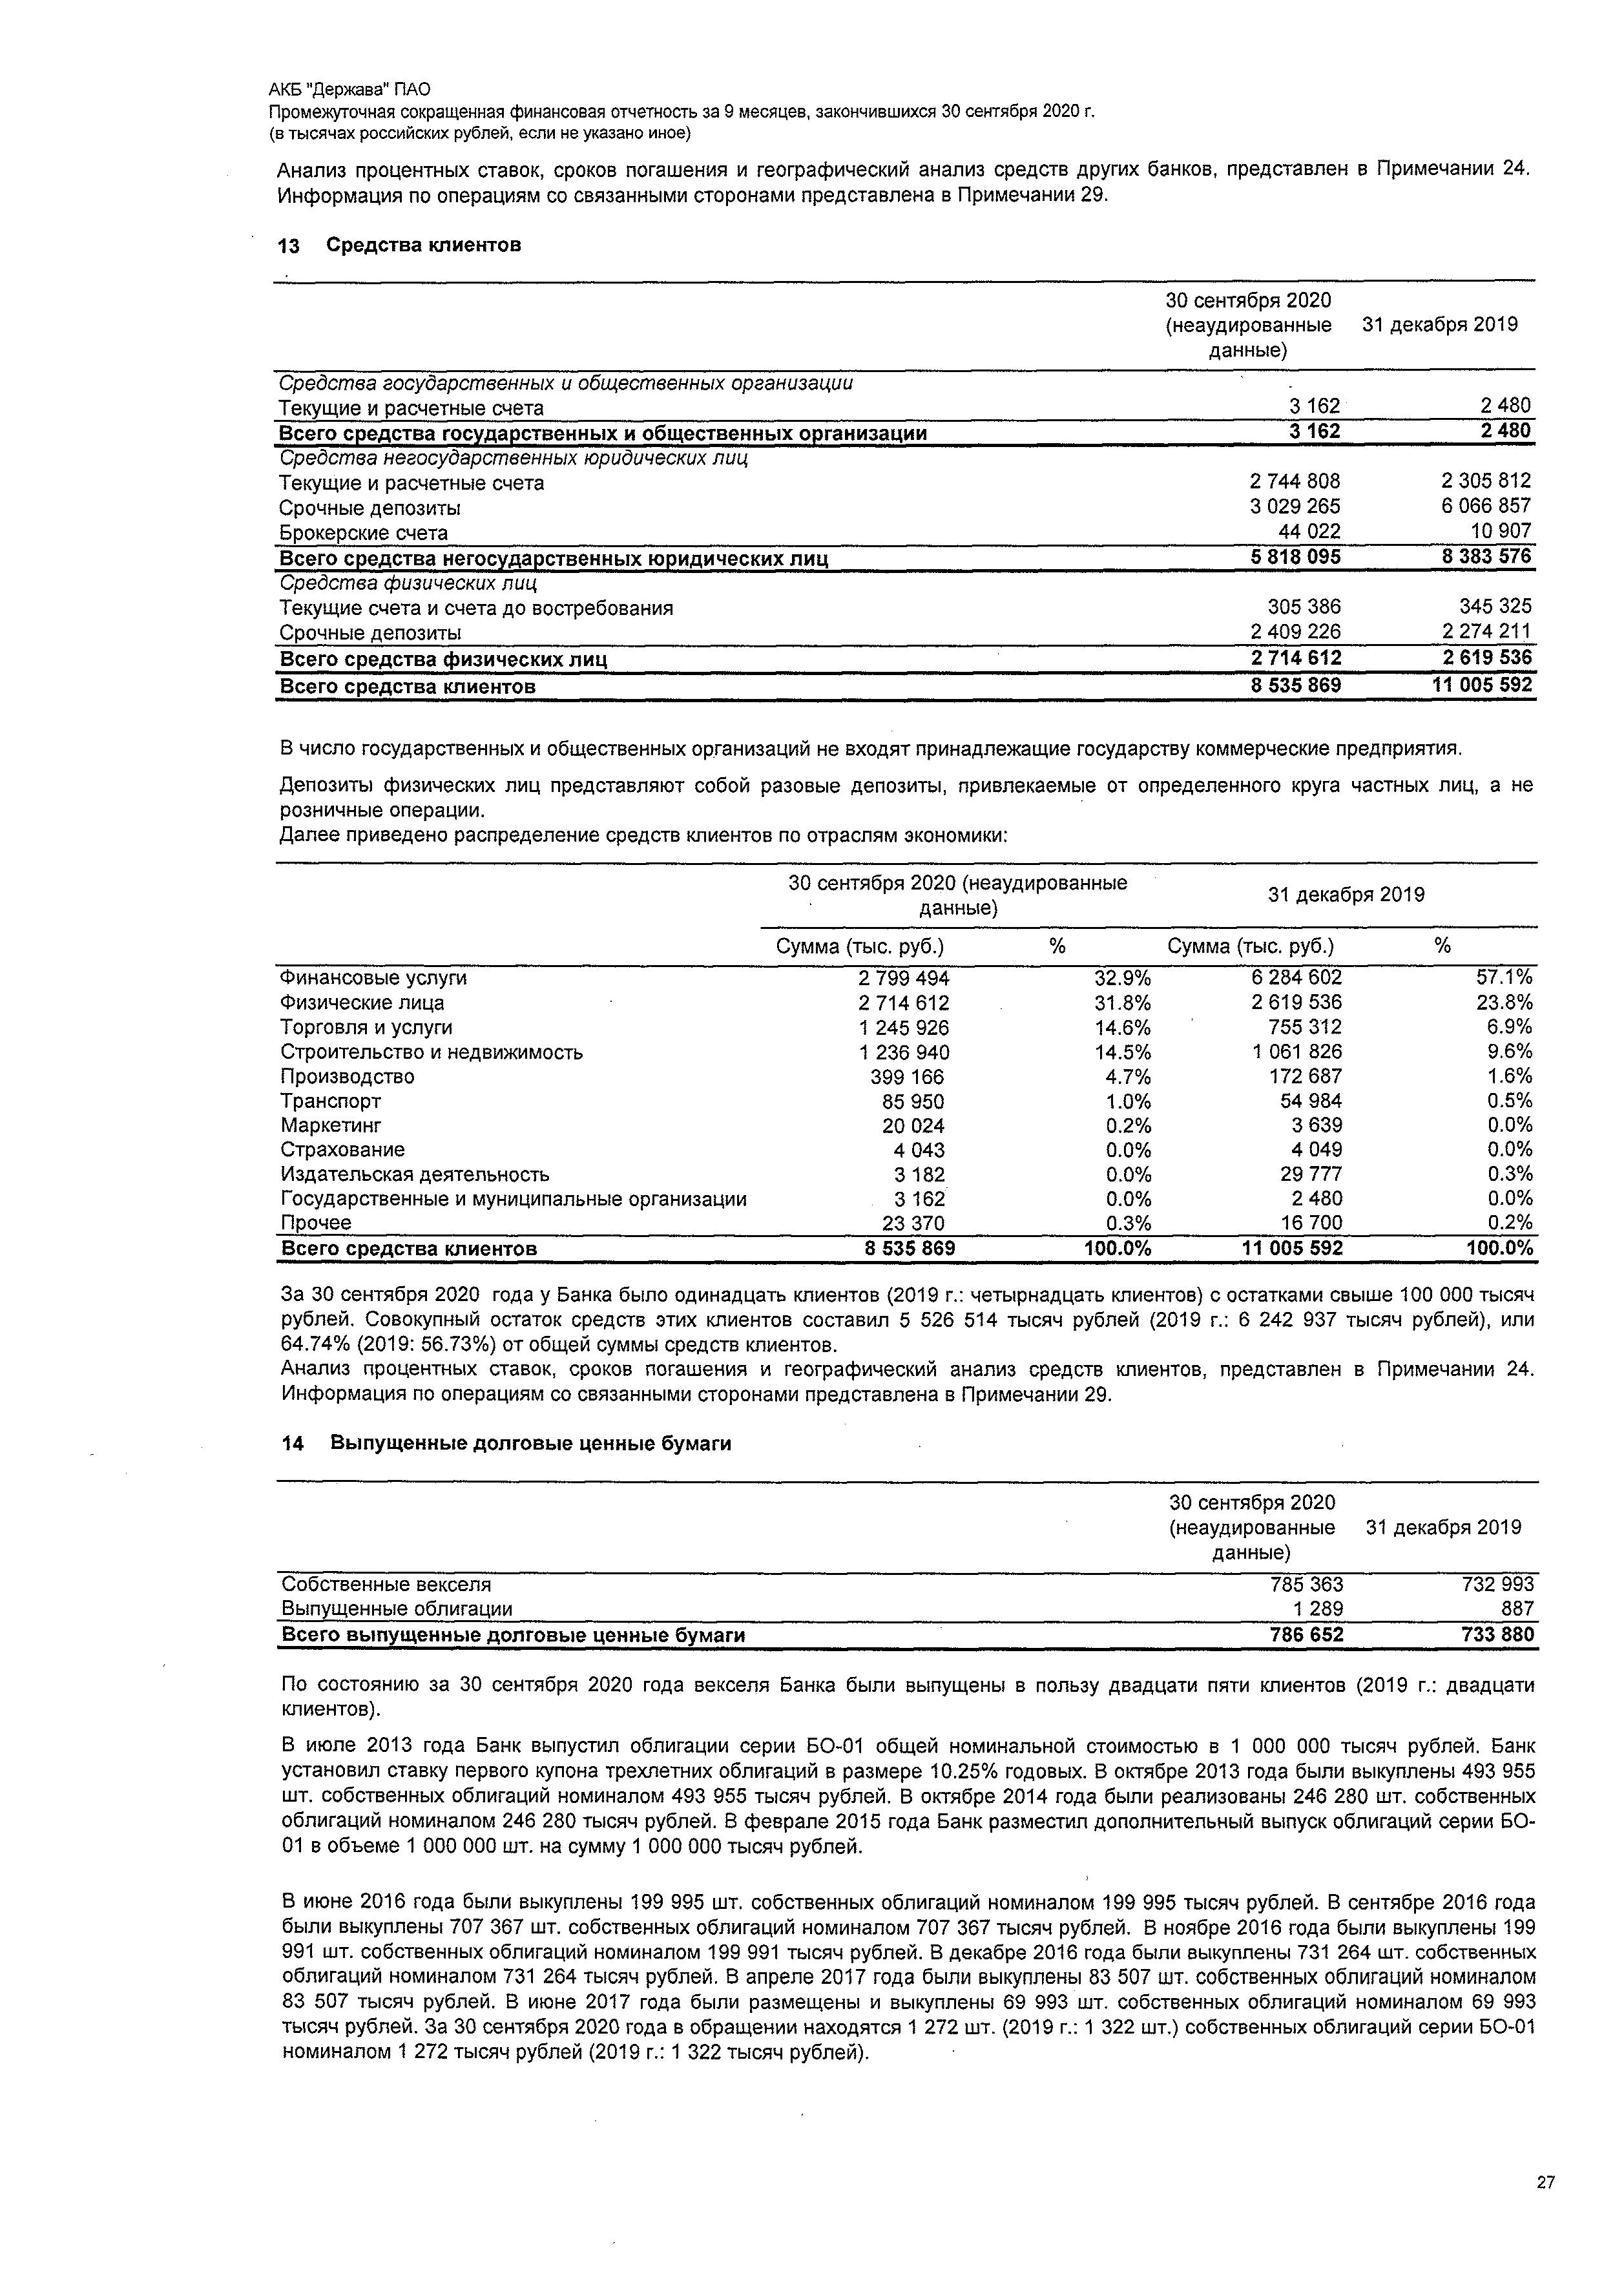 АКБ "Держава" ПАО
Промежуточная сокращенная финансовая отчетность за 9 месяцев, закончившихся 30 сентября 2020 г.
(в тысячах российских рублей, если не указано иное)
Анализ процентных ставок, сроков погашения и географический анализ средств других банков, представлен в Примечании 24.
Информация по операциям со связанными сторонами представлена в Примечании 29.
13 Средства клиентов
30 сентября 2020
(неаудированные 31 декабря 2019
данные)
Средства государственных и общественных организации
Текущие и расчетные счета 3 162 2 480
Всего средства государственных и общественных организации 3 162 2 480
Средства негосударственных юридических лиц
Текущие и расчетные счета 2 744 808 2 305 812
Срочные депозиты 3 029 265 6 066 857
Брокерские счета 44 022 10 907
Всего средства негосударственных юридических лиц 5 818 095 8 383 576
Средства физических лиц
Текущие счета и счета до востребования 305 386 345 325
Срочные депозиты 2 409 226 2 274 211
Всего средства физических лиц 2 714 612 2 619 536
Всего средства клиентов 8 535 869 11 005 592
В число государственных и общественных организаций не входят принадлежащие государству коммерческие предприятия.
Депозиты физических лиц представляют собой разовые депозиты, привлекаемые от определенного круга частных лиц, а не
розничные операции.
Далее приведено распределение средств клиентов по отраслям экономики:
30 сентября 2020 (неаудированные
данные) 31 декабря 2019
Сумма (тыс. руб.) % Сумма (тыс. руб.) %
Финансовые услуги 2 799 494 32.9% 6 284 602 57.1%
Физические лица 2 714 612 31.8% 2 619 536 23.8%
Торговля и услуги 1 245 926 14.6% 755 312 6.9%
Строительство и недвижимость 1 236 940 14.5% 1 061 826 9.6%
Производство 399 166 4.7% 172 687 1.6%
Транспорт 85 950 1.0% 54 984 0.5%
Маркетинг 20 024 0.2% 3 639 0.0%
Страхование 4 043 0.0% 4 049 0.0%
Издательская деятельность 3 182 0.0% 29 777 0.3%
Государственные и муниципальные организации 3 162 0.0% 2 480 0.0%
Прочее 23 370 0.3% 16 700 0.2%
Всего средства клиентов 8 535 869 100.0% 11 005 592 100.0%
За 30 сентября 2020 года у Банка было одинадцать клиентов (2019 г.: четырнадцать клиентов) с остатками свыше 100 000 тысяч
рублей. Совокупный остаток средств этих клиентов составил 5 526 514 тысяч рублей (2019 г.: 6 242 937 тысяч рублей), или
64.74% (2019: 56.73%) от общей суммы средств клиентов.
Анализ процентных ставок, сроков погашения и географический анализ средств клиентов, представлен в Примечании 24.
Информация по операциям со связанными сторонами представлена в Примечании 29.
14 Выпущенные долговые ценные бумаги
30 сентября 2020
(неаудированные 31 декабря 2019
данные)
Собственные векселя 785 363 732 993
Выпущенные облигации 1 289 887
Всего выпущенные долговые ценные бумаги 786 652 733 880
По состоянию за 30 сентября 2020 года векселя Банка были выпущены в пользу двадцати пяти клиентов (2019 г.: двадцати
клиентов).
В июле 2013 года Банк выпустил облигации серии БО-01 общей номинальной стоимостью в 1 000 000 тысяч рублей. Банк
установил ставку первого купона трехлетних облигаций в размере 10.25% годовых. В октябре 2013 года были выкуплены 493 955
шт. собственных облигаций номиналом 493 955 тысяч рублей. В октябре 2014 года были реализованы 246 280 шт. собственных
облигаций номиналом 246 280 тысяч рублей. В феврале 2015 года Банк разместил дополнительный выпуск облигаций серии БО-
01 в объеме 1 000 000 шт. на сумму 1 000 000 тысяч рублей.
В июне 2016 года были выкуплены 199 995 шт. собственных облигаций номиналом 199 995 тысяч рублей. В сентябре 2016 года
были выкуплены 707 367 шт. собственных облигаций номиналом 707 367 тысяч рублей. В ноябре 2016 года были выкуплены 199
991 шт. собственных облигаций номиналом 199 991 тысяч рублей. В декабре 2016 года были выкуплены 731 264 шт. собственных
облигаций номиналом 731 264 тысяч рублей. В апреле 2017 года были выкуплены 83 507 шт. собственных облигаций номиналом
83 507 тысяч рублей. В июне 2017 года были размещены и выкуплены 69 993 шт. собственных облигаций номиналом 69 993
тысяч рублей. За 30 сентября 2020 года в обращении находятся 1 272 шт. (2019 г.: 1 322 шт.) собственных облигаций серии БО-01
номиналом 1 272 тысяч рублей (2019 г.: 1 322 тысяч рублей).
27